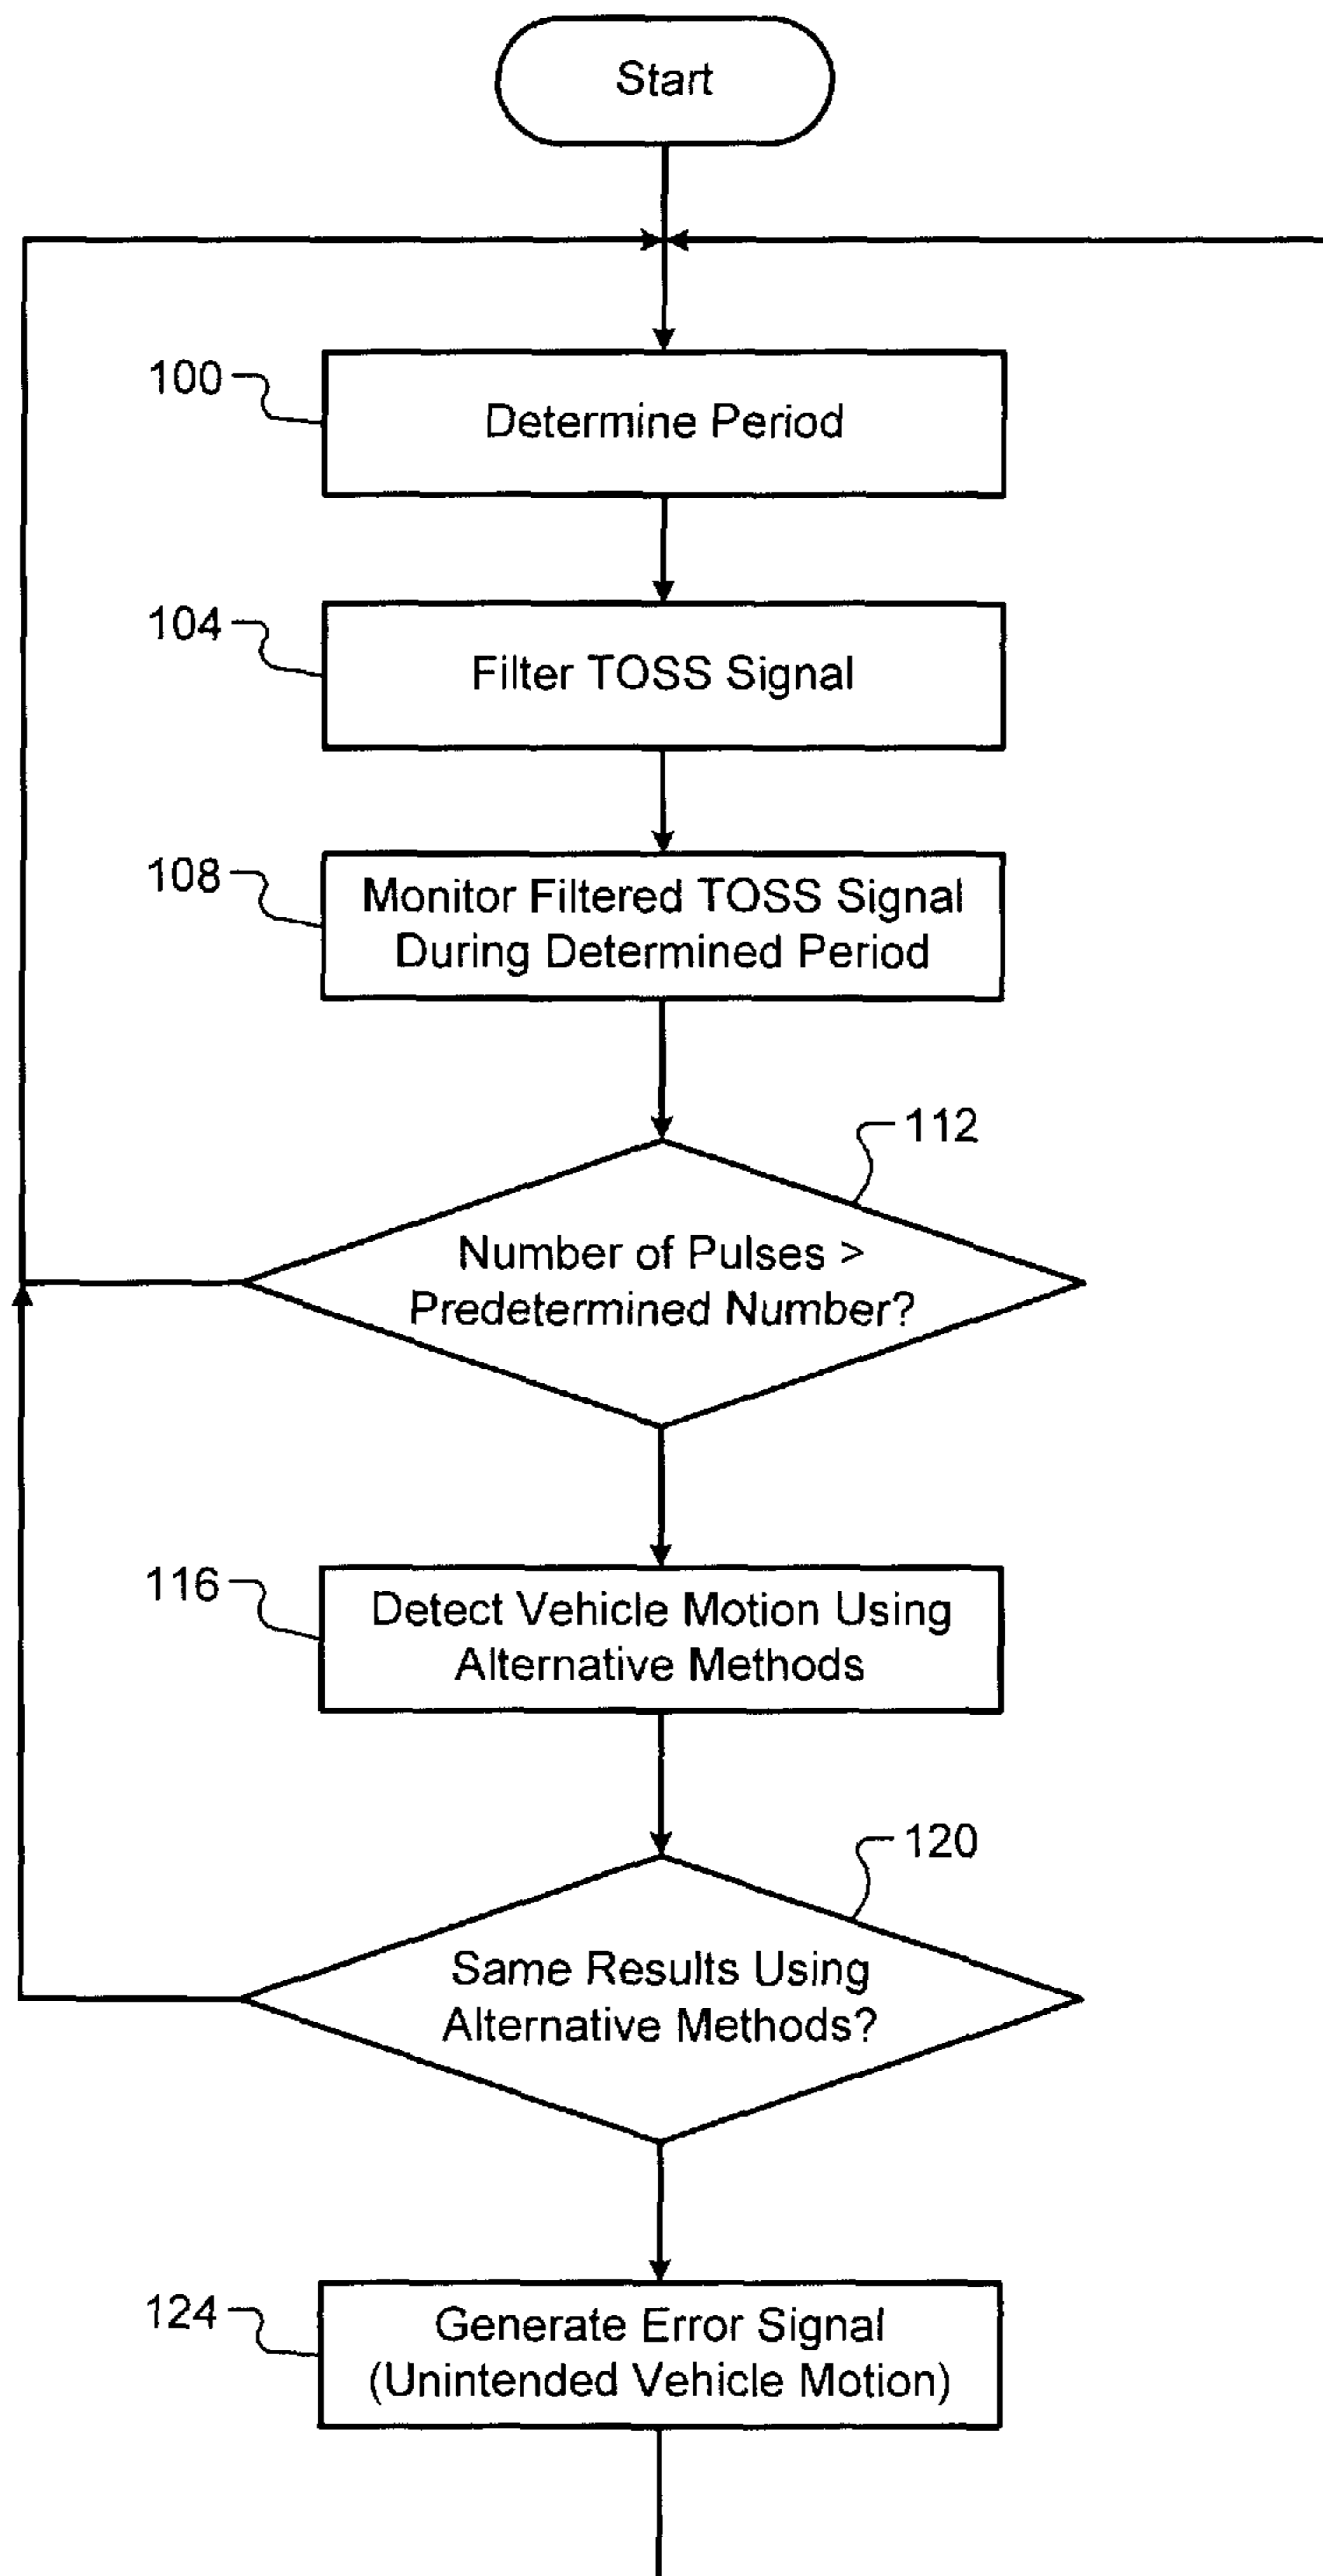 Start
100
Determine Period
104
Filter TOSS Signal
108
Monitor Filtered TOSS Signal
During Determined Period
112
Number of Pulses >
Predetermined Number?
116
Detect Vehicle Motion Using
Alternative Methods
120
Same Results Using
Alternative Methods?
124
Generate Error Signal
(Unintended Vehicle Motion)